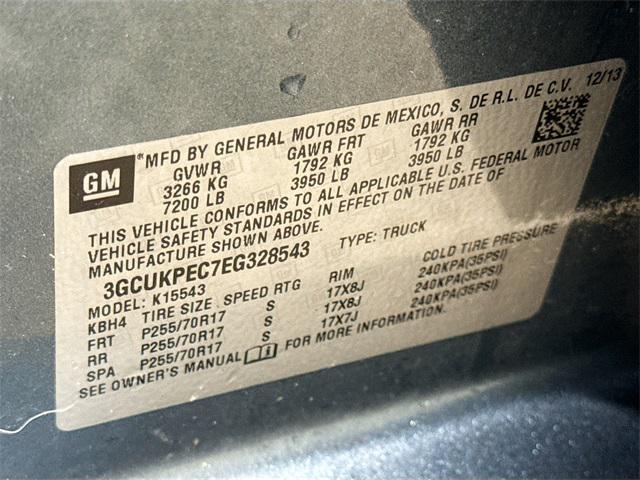 GM
*MFD BY GENERAL MOTORS DE MEXICO, S. DE R.L. DE C.V. 12/13
GVWR GAWR FRT GAWR RR
3266 KG 1792 KG 1792 KG
7200 LB 3950 LB 3950 LB
THIS VEHICLE CONFORMS TO ALL APPLICABLE U.S. FEDERAL MOTOR
VEHICLE SAFETY STANDARDS IN EFFECT ON THE DATE OF
MANUFACTURE SHOWN ABOVE.
3GCUKPEC7EG328543 TYPE: TRUCK
MODEL: K15543
KBH4 TIRE SIZE SPEED RTG RIM COLD TIRE PRESSURE
FRT P255/70R17 S 17X8J 240KPA(35PSI)
RR P255/70R17 S 17X8J 240KPA(35PSI)
SPA P255/70R17 S 17X7J 240KPA(35PSI)
SEE OWNER'S MANUAL FOR MORE INFORMATION.